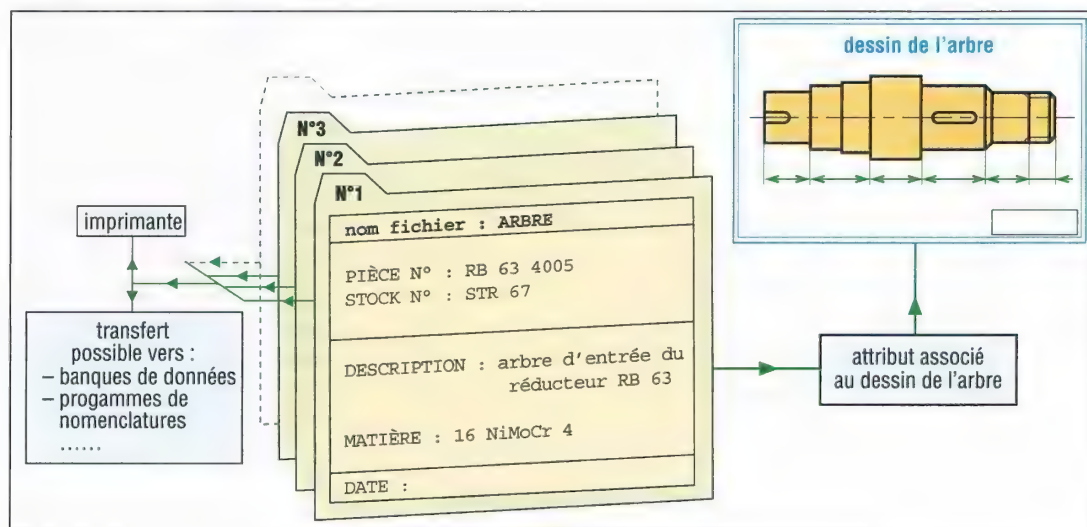 dessin de l'arbre
N°3
N°2
N°1
nom fichier : ARBRE
PIÈCE N° : RB 63 4005
STOCK N° : STR 67
DESCRIPTION : arbre d'entrée du
réducteur RB 63
MATIÈRE : 16 NiMoCr 4
DATE :
imprimante
transfert
possible vers :
– banques de données
– progammes de
nomenclatures
......
attribut associé
au dessin de l'arbre